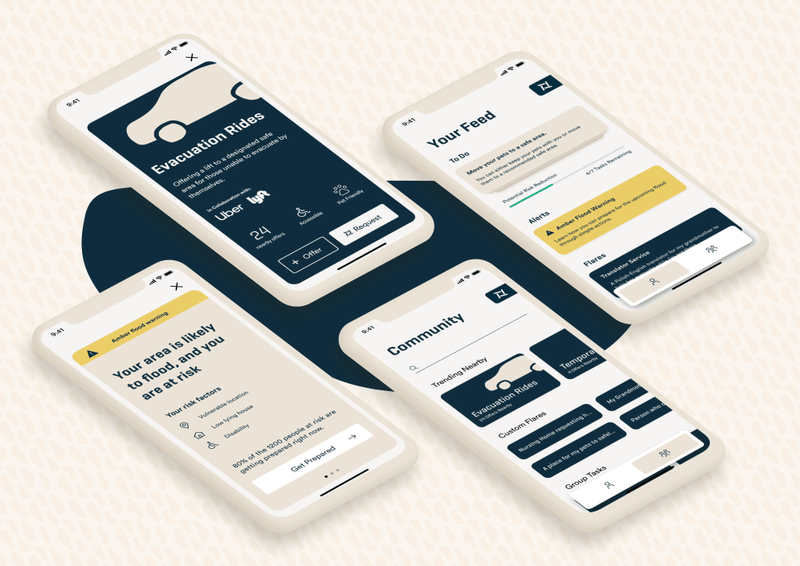 9:41
Evacuation Rides
Offering a lift to a designated safe
area for those unable to evacuate by
themselves.
In Collaboration with:
Uber lyft
24
nearby offers
Accessible
Pet Friendly
+ Offer
Request
9:41
Your Feed
To Do
Move your pets to a safe area.
You can either keep your pets with you or move
them to a recommended safe area.
Potential Risk Reduction
4/7 Tasks Remaining
Alerts
Amber Flood Warning
Learn how you can prepare for the upcoming flood
through simple actions.
Flares
Translator Service
A Polish-English translator for my grandmother to
9:41
Amber flood warning
Your area is likely
to flood, and you
are at risk
Your risk factors
Vulnerable location
Low lying house
Disability
80% of the 1200 people at risk are
getting prepared right now.
Get Prepared
9:41
Community
Trending Nearby
Evacuation Rides
Offers Nearby
Tempora
Offers Nearby
Custom Flares
Nursing Home requesting h...
My Grandmo
A place for my pets to safel...
Person who
Group Tasks